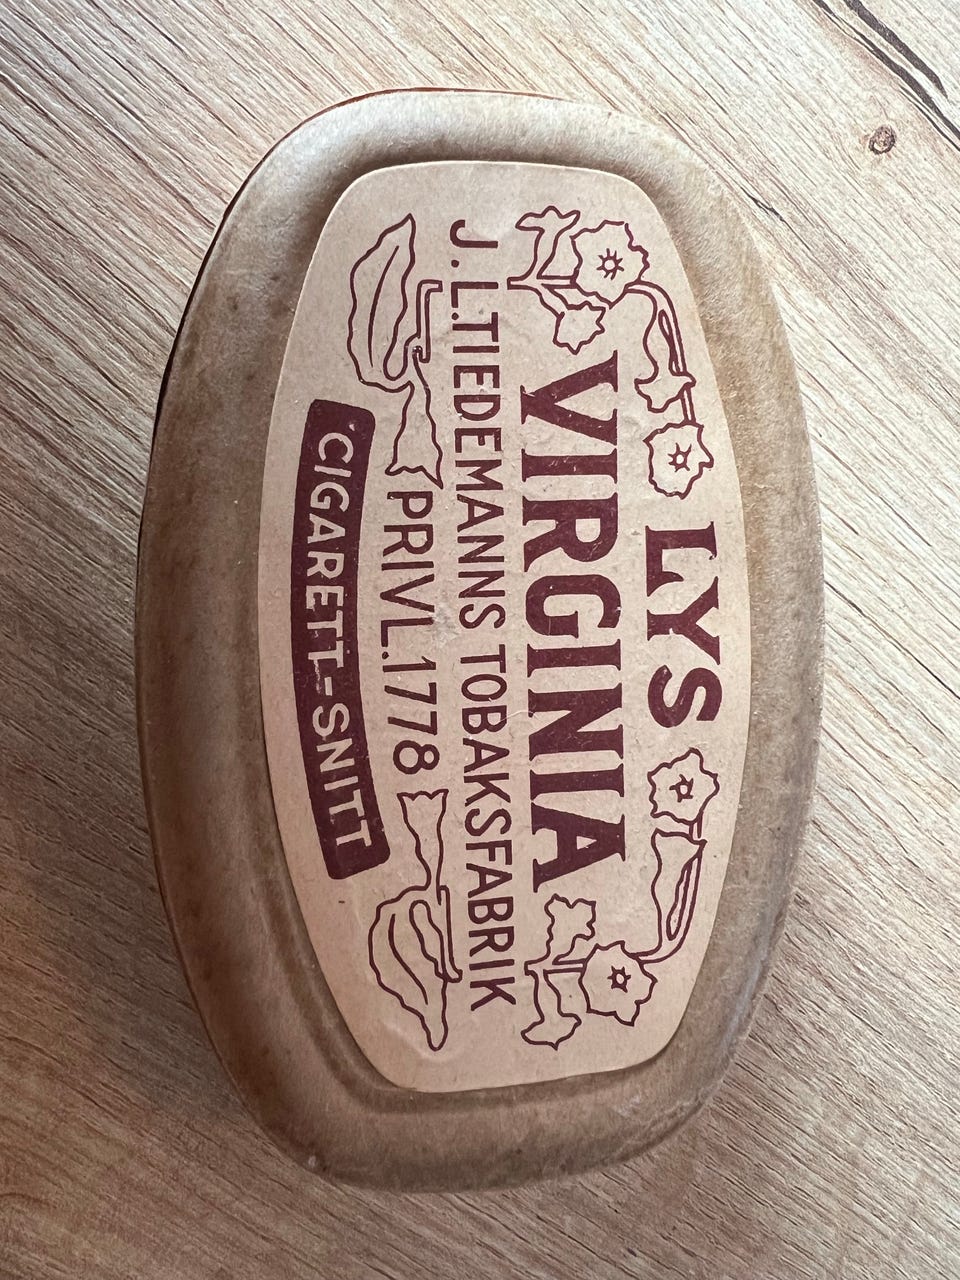 LYS
VIRGINIA
J.L.TIEDEMANNS TOBAKSFABRIK
PRIVL.1778
CIGARETT-SNITT